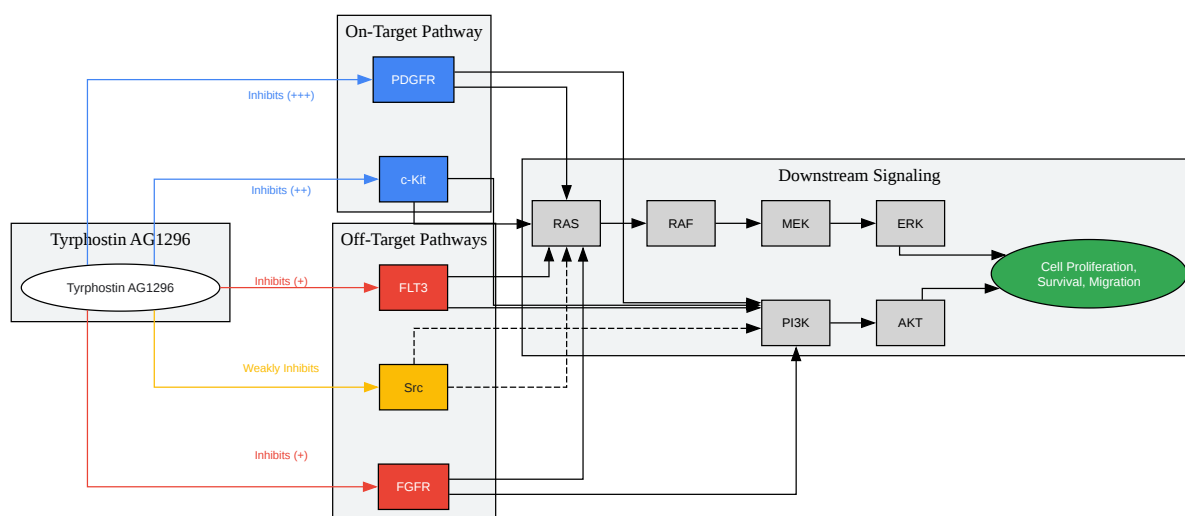 On-Target Pathway
PDGFR
Inhibits (+++)
c-Kit
Inhibits (++)
Downstream Signaling
RAS
RAF
MEK
ERK
Tyrphostin AG1296
Off-Target Pathways
Tyrphostin AG1296
Inhibits (+)
FLT3
Cell Proliferation,
Survival, Migration
PI3K
AKT
Weakly Inhibits
Src
Inhibits (+)
FGFR